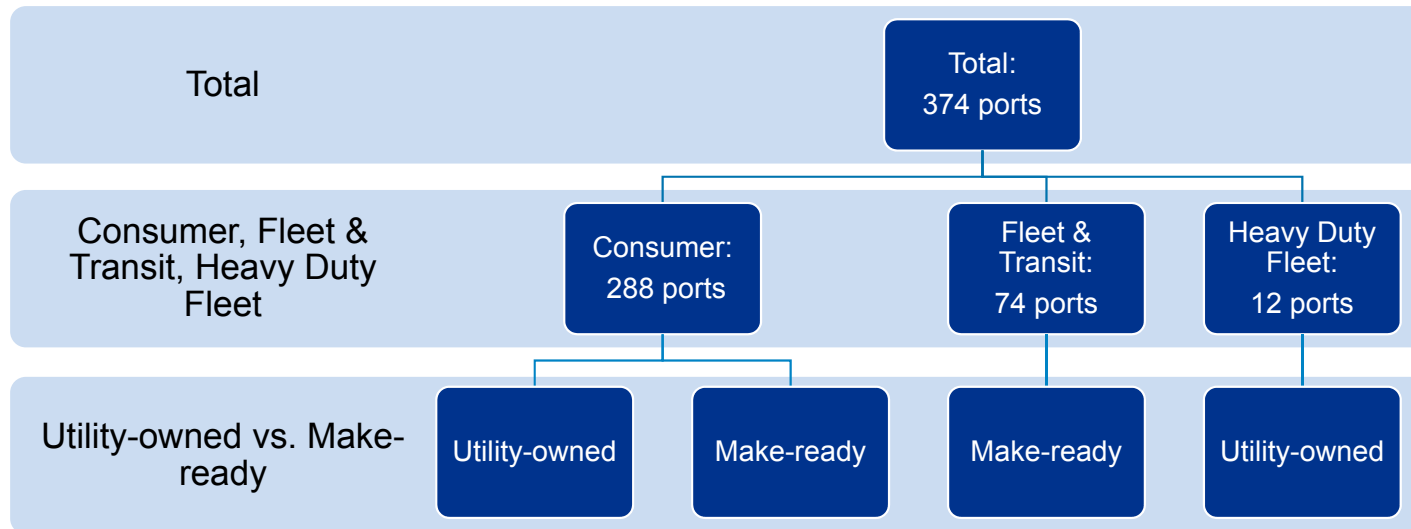 Total
Total:
374 ports
Consumer, Fleet &
Transit, Heavy Duty
Fleet
Consumer:
288 ports
Fleet &
Transit:
74 ports
Heavy Duty
Fleet:
12 ports
Utility-owned vs. Make-
ready
Utility-owned
Make-ready
Make-ready
Utility-owned